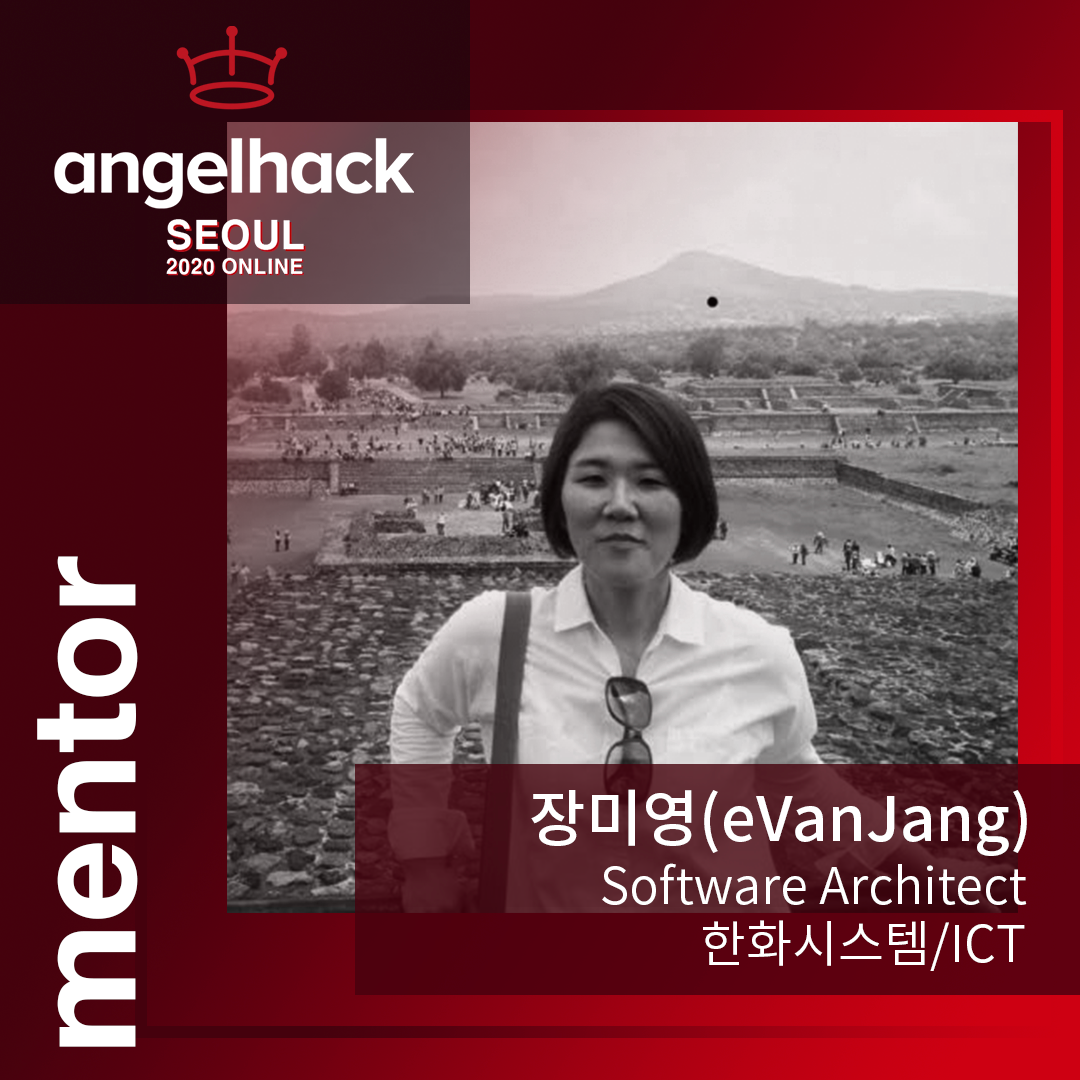 angelhack
SEOUL
2020 ONLINE
mentor
장미영(eVanJang)
Software Architect
한화시스템/ICT